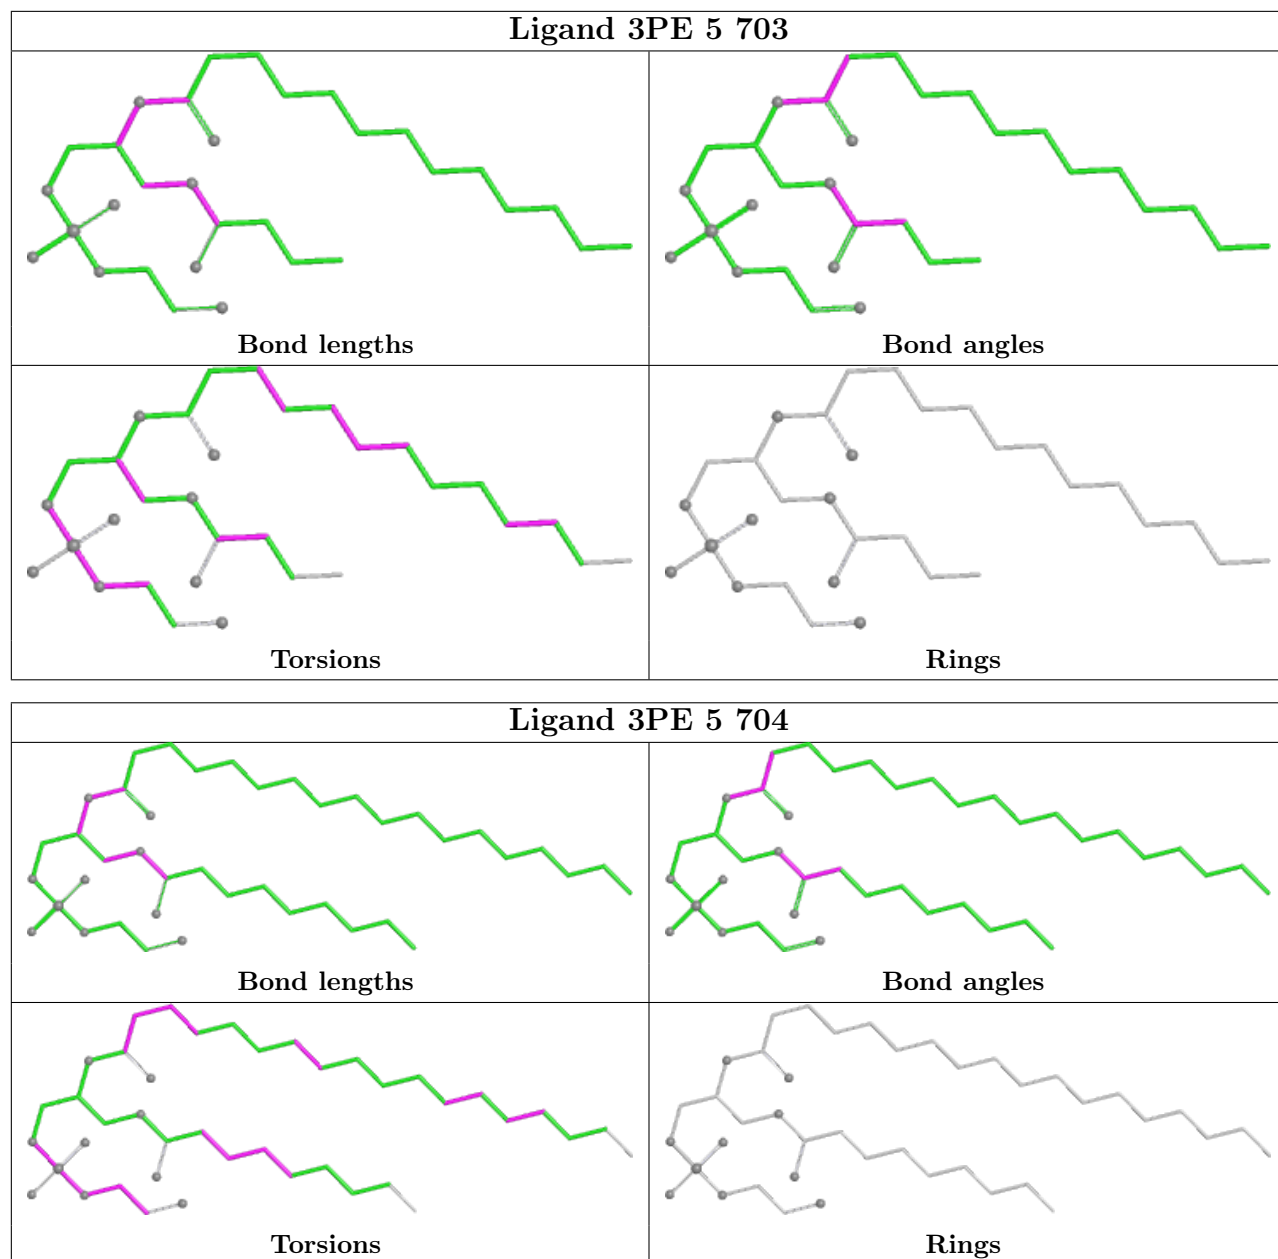 Ligand 3PE 5 703
Bond lengths
Bond angles
Torsions
Rings
Ligand 3PE 5 704
Bond lengths
Bond angles
Torsions
Rings